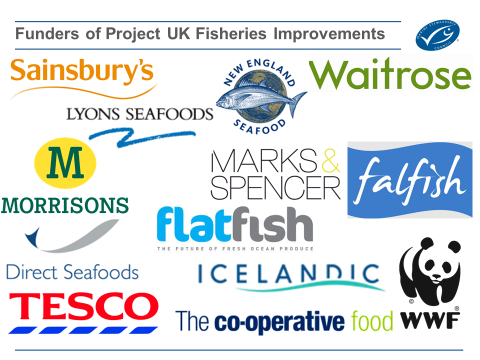 Funders of Project UK Fisheries Improvements
Sainsbury's
NEW ENGLAND
SEAFOOD
Waitrose
LYONS SEAFOODS
M
MORRISONS
MARKS &
SPENCER
falfish
flatfish
THE FUTURE OF FRESH OCEAN PRODUCE
Direct Seafoods
ICELANDIC
TESCO
The co-operative food
WWF